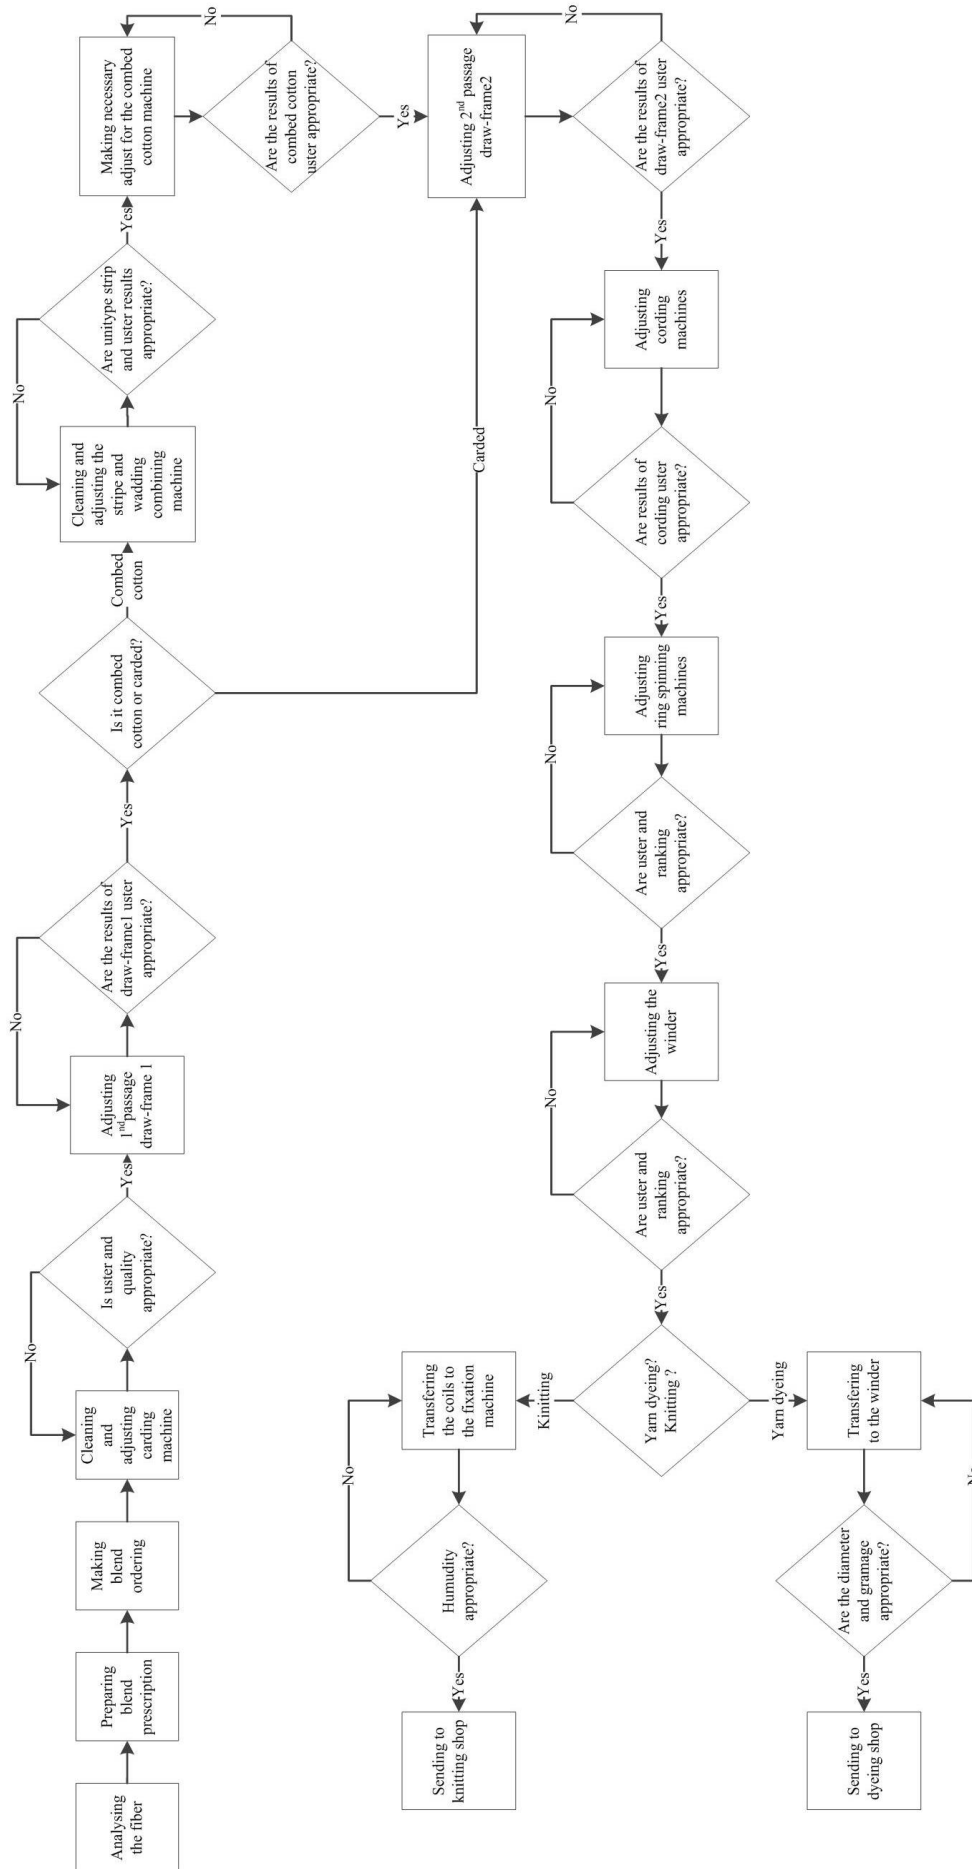 Analysing
the fiber
Preparing
blend
prescription
Making
blend
ordering
Cleaning
and
adjusting
carding
machine
No
Is uster and
quality
appropriate?
Yes
Adjusting
1nd passage
draw-frame 1
No
Are the results of
draw-frame1 uster
appropriate?
Yes
Is it combed
cotton or carded?
Combed
cotton
Carded
Cleaning and
adjusting the
stripe and
wadding
combining
machine
No
Are unitype strip
and uster results
appropriate?
Yes
Making necessary
adjust for the combed
cotton machine
No
Are the results of
combed cotton
uster appropriate?
Yes
Adjusting 2nd passage
draw-frame2
No
Are the results of
draw-frame2 uster
appropriate?
Yes
Adjusting
cording
machines
No
Are results of
cording uster
appropriate?
Yes
Adjusting
ring spinning
machines
No
Are uster and
ranking
appropriate?
Yes
Adjusting the
winder
No
Are uster and
ranking
appropriate?
Yes
Yarn dyeing?
Knitting ?
Kinitting
Transfering
the coils to
the fixation
machine
No
Humudity
appropriate?
Yes
Sending to
knitting shop
Yarn dyeing
Transfering
to the winder
No
Are the diameter
and gramage
appropriate?
Yes
Sending to
dyeing shop